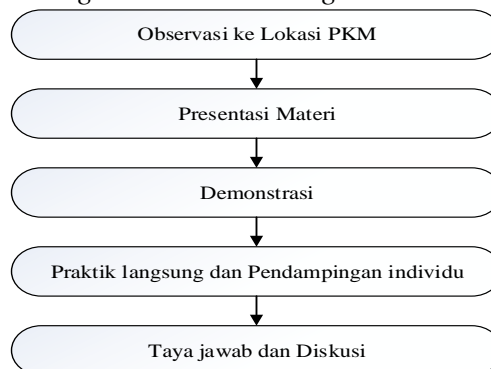 Observasi ke Lokasi PKM
Presentasi Materi
Demonstrasi
Praktik langsung dan Pendampingan individu
Taya jawab dan Diskusi